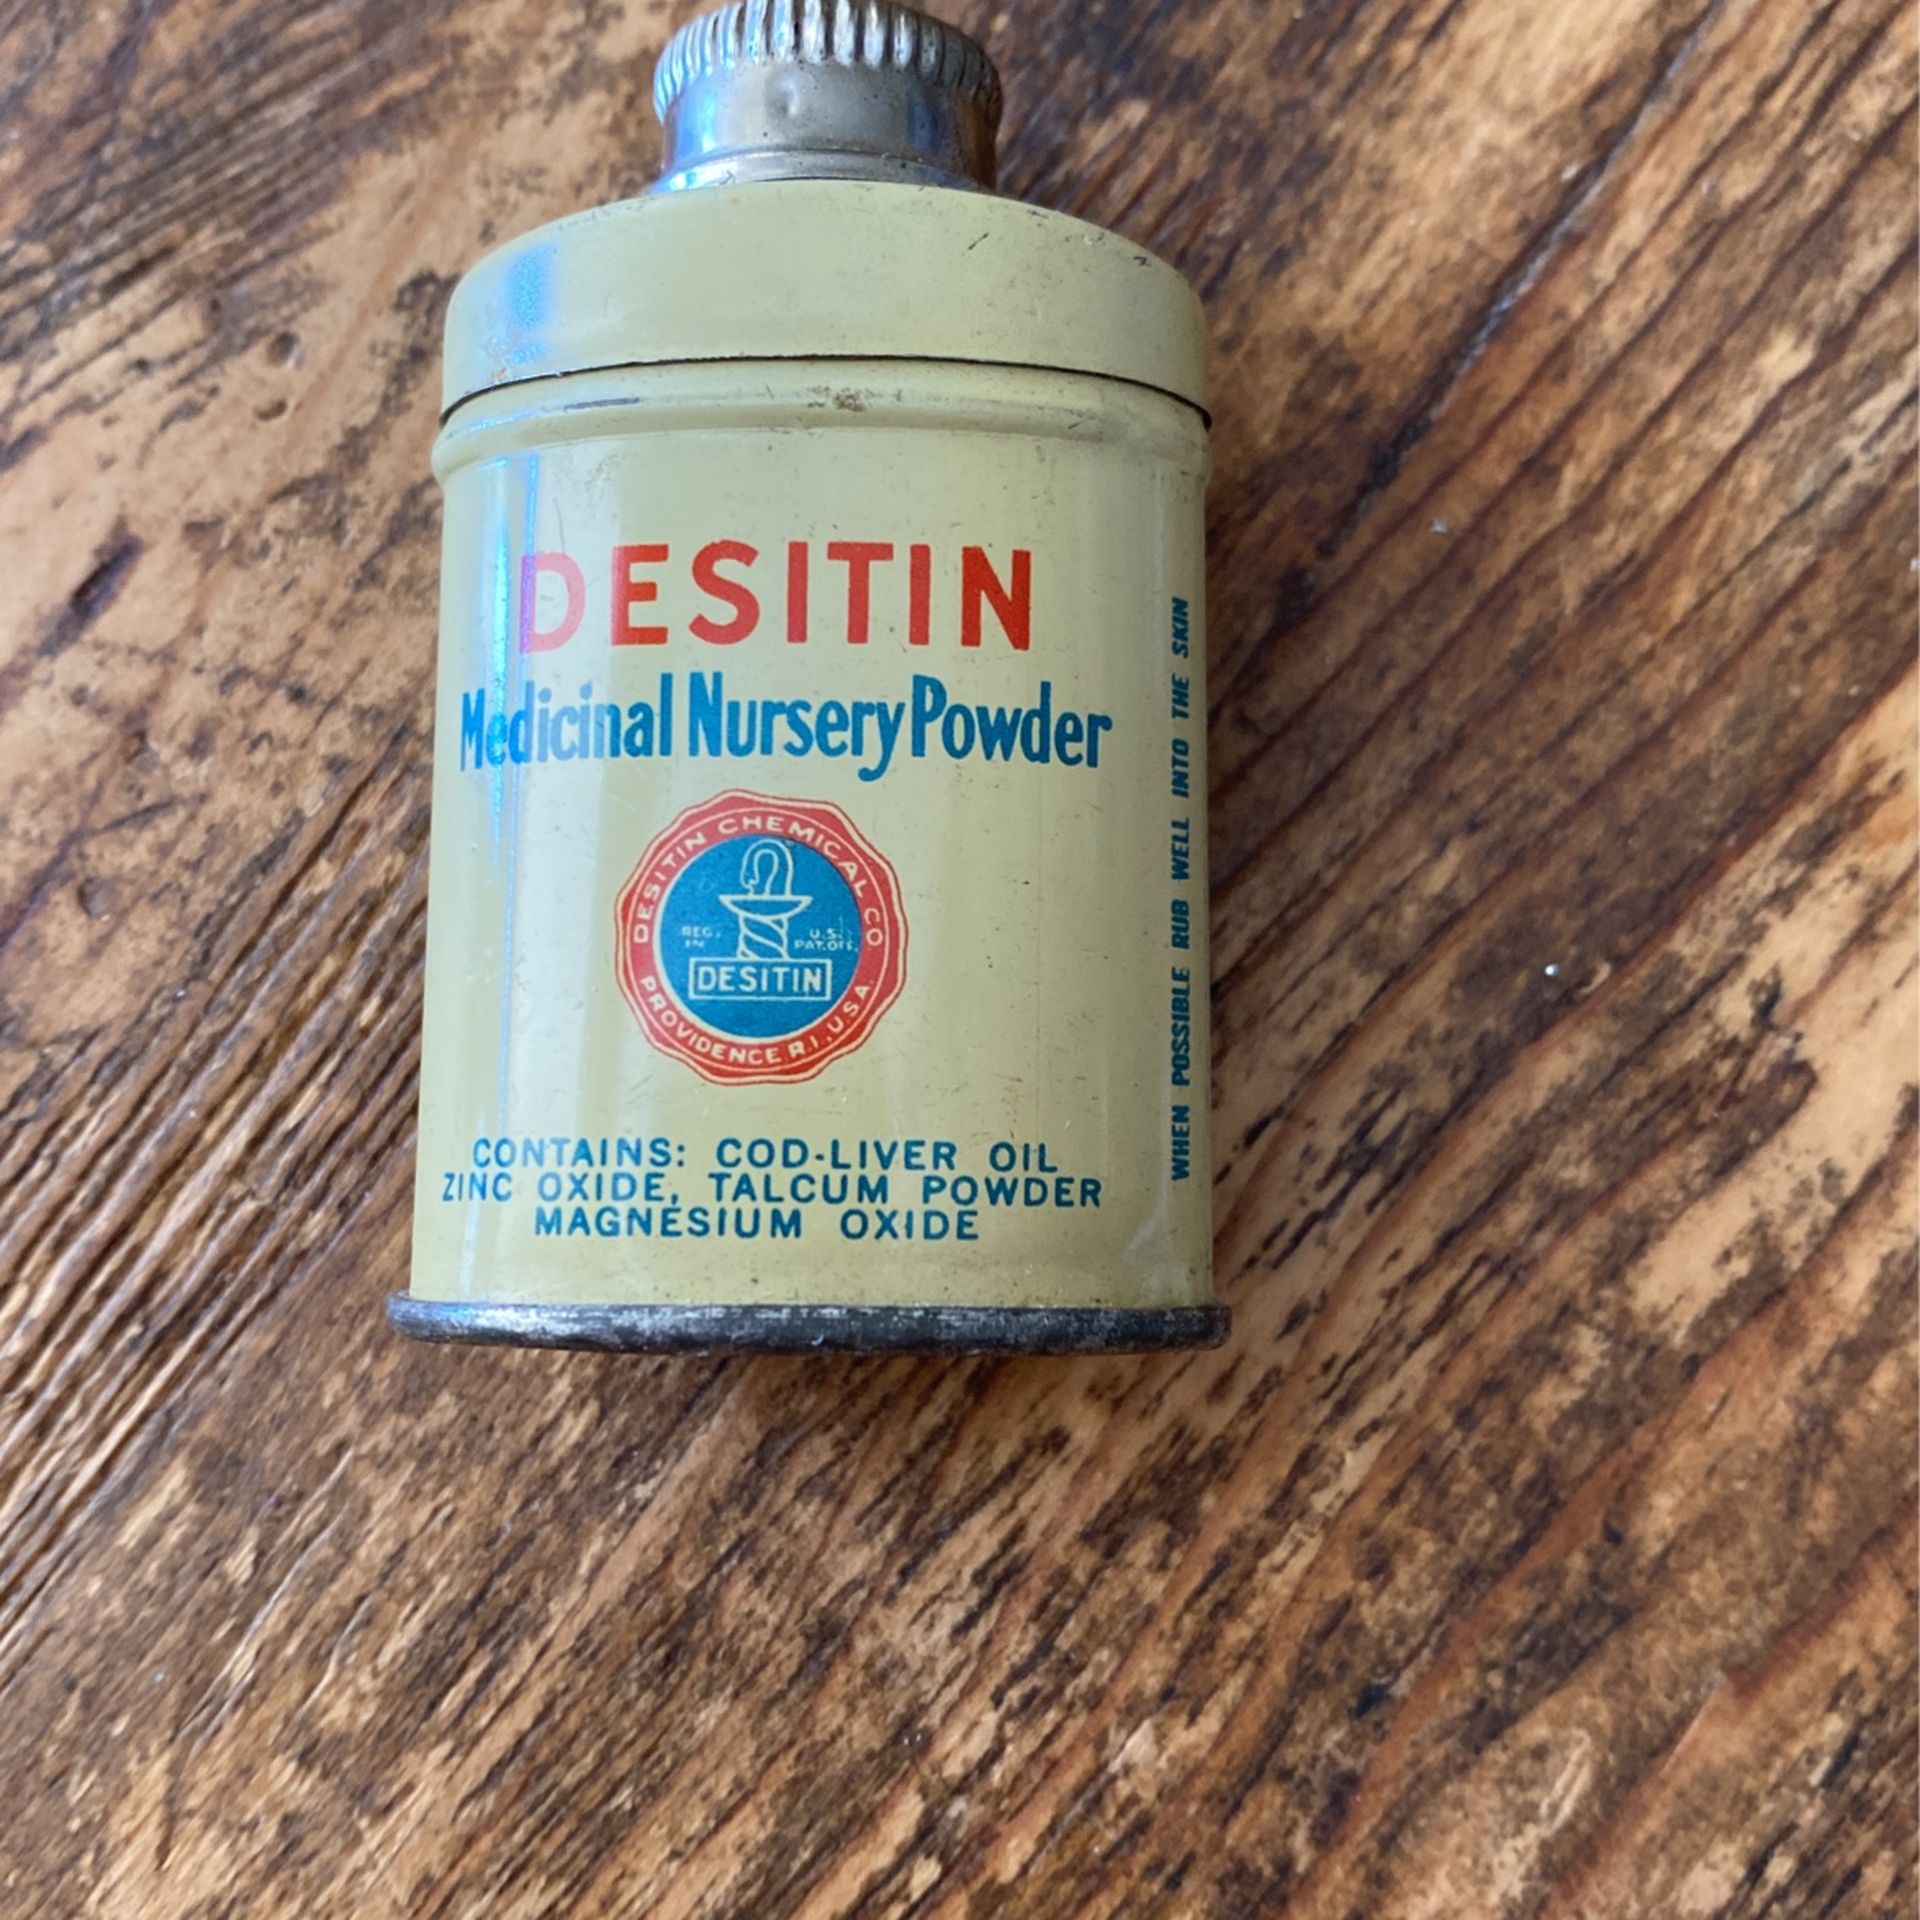 DESITIN
Medicinal Nursery Powder
DESITIN CHEMICAL CO.
REG. U.S.
IN PAT.OFF.
DESITIN
PROVIDENCE R.I., U.S.A.
CONTAINS: COD-LIVER OIL
ZINC OXIDE, TALCUM POWDER
MAGNESIUM OXIDE
WHEN POSSIBLE RUB WELL INTO THE SKIN